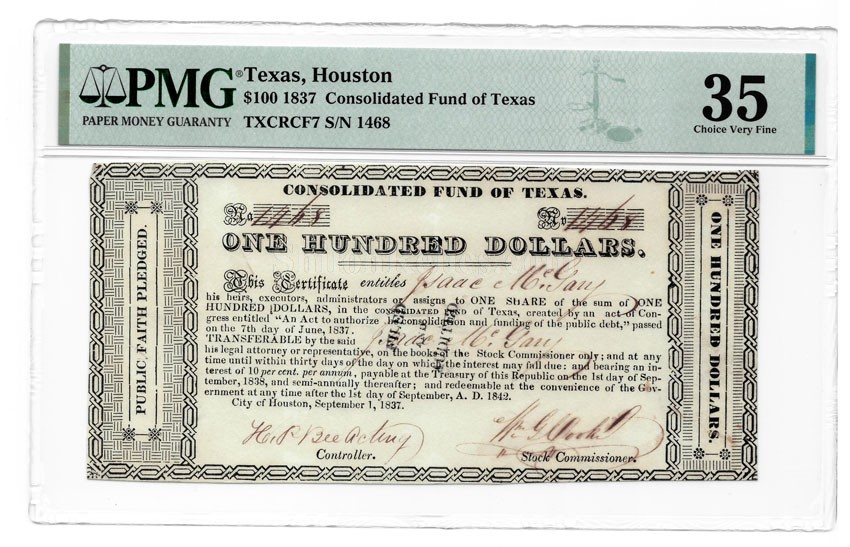 PMG®
PAPER MONEY GUARANTY
Texas, Houston
$100 1837 Consolidated Fund of Texas
TXCRCF7 S/N 1468
35
Choice Very Fine
CONSOLIDATED FUND OF TEXAS.
No 1468 No 1468
ONE HUNDRED DOLLARS.
This Certificate entitles Isaac McGary
his heirs, executors, administrators or assigns to ONE SHARE of the sum of ONE
HUNDRED DOLLARS, in the CONSOLIDATED FUND of Texas, created by an act of Con-
gress entitled "An Act to authorize the consolidation and funding of the public debt," passed
on the 7th day of June, 1837.
TRANSFERABLE by the said Isaac McGary
his legal attorney or representative, on the books of the Stock Commissioner only; and at any
time until within thirty days of the day on which the interest may fall due: and bearing an in-
terest of 10 per cent. per annum, payable at the Treasury of this Republic on the 1st day of Sep-
tember, 1838, and semi-annually thereafter; and redeemable at the convenience of the Gov-
ernment at any time after the 1st day of September, A. D. 1842.
City of Houston, September 1, 1837.
H. P. Bee Acting
Controller.
Wm G Cooke
Stock Commissioner.
PUBLIC FAITH PLEDGED.
ONE HUNDRED DOLLARS.